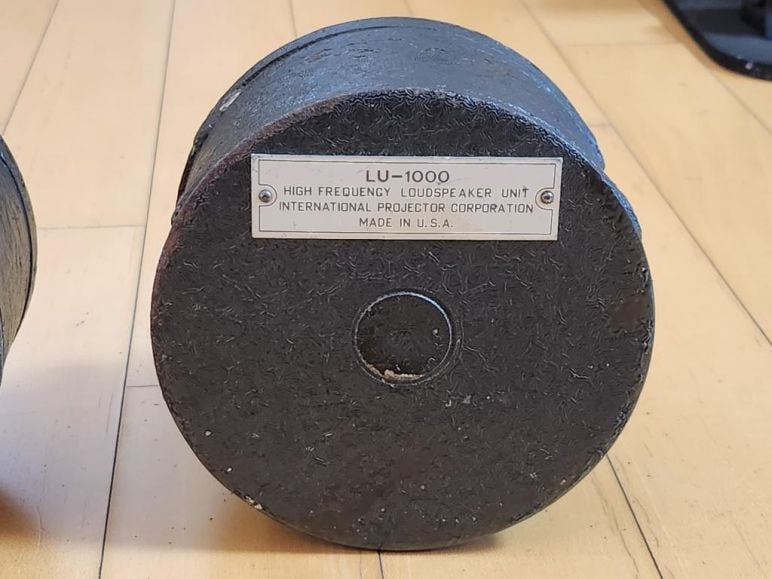 LU-1000
HIGH FREQUENCY LOUDSPEAKER UNIT
INTERNATIONAL PROJECTOR CORPORATION
MADE IN U.S.A.